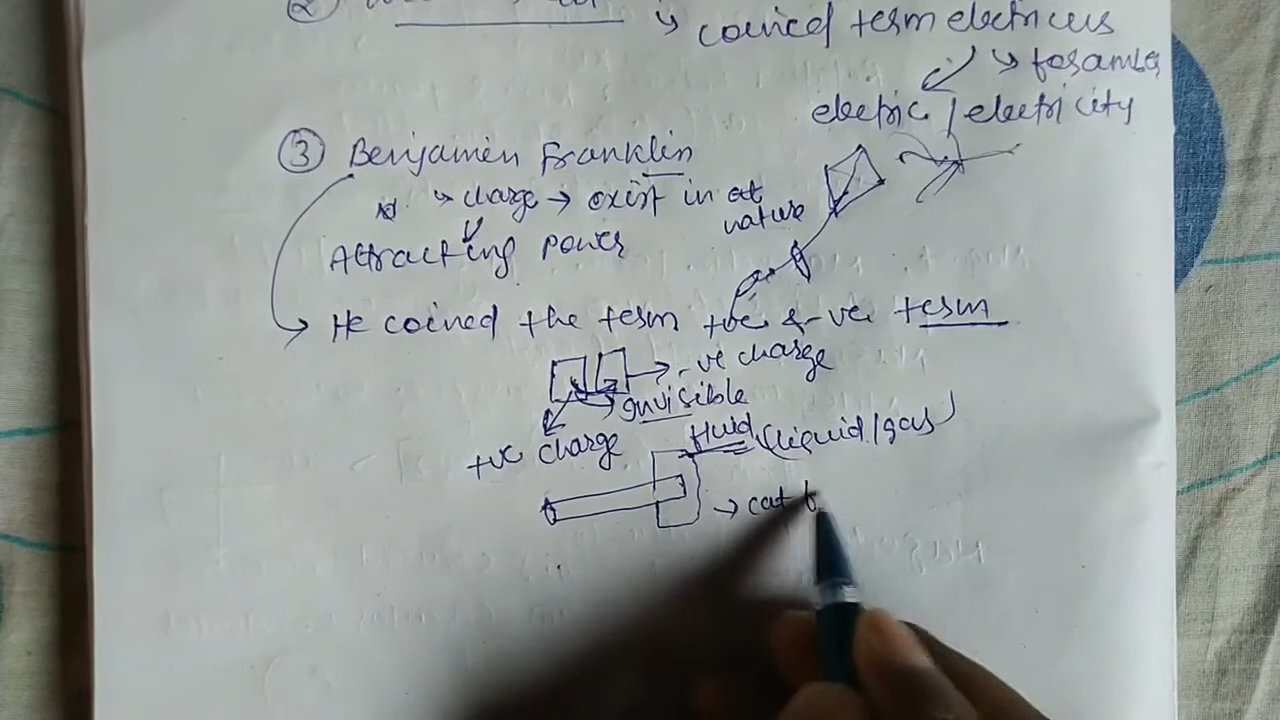 ②
↳ coined term electricus
↳ for amber
electric / electricity
③ Benjamin Franklin
↳ charge → exist in
nature
Attracting power
→ He coined the term +ve & -ve term
→ -ve charge
→ invisible
fluid (liquid/gas)
+ve charge
→ cat